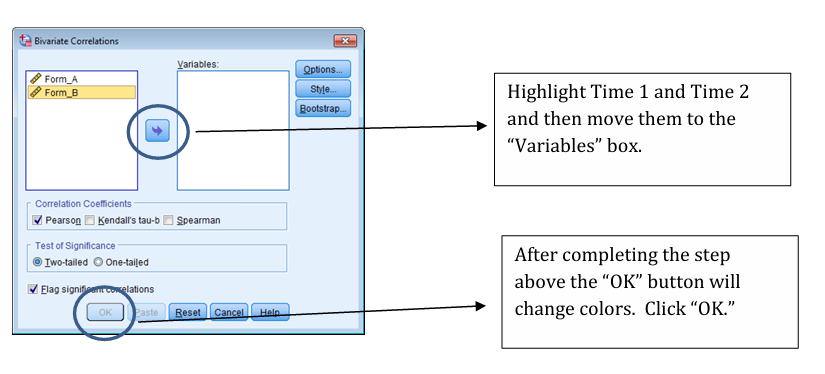 Bivariate Correlations
Variables:
Form_A
Form_B
Options...
Style...
Bootstrap...
Highlight Time 1 and Time 2
and then move them to the
“Variables” box.
Correlation Coefficients
Pearson Kendall's tau-b Spearman
Test of Significance
Two-tailed One-tailed
Flag significant correlations
OK Paste Reset Cancel Help
After completing the step
above the “OK” button will
change colors. Click “OK.”